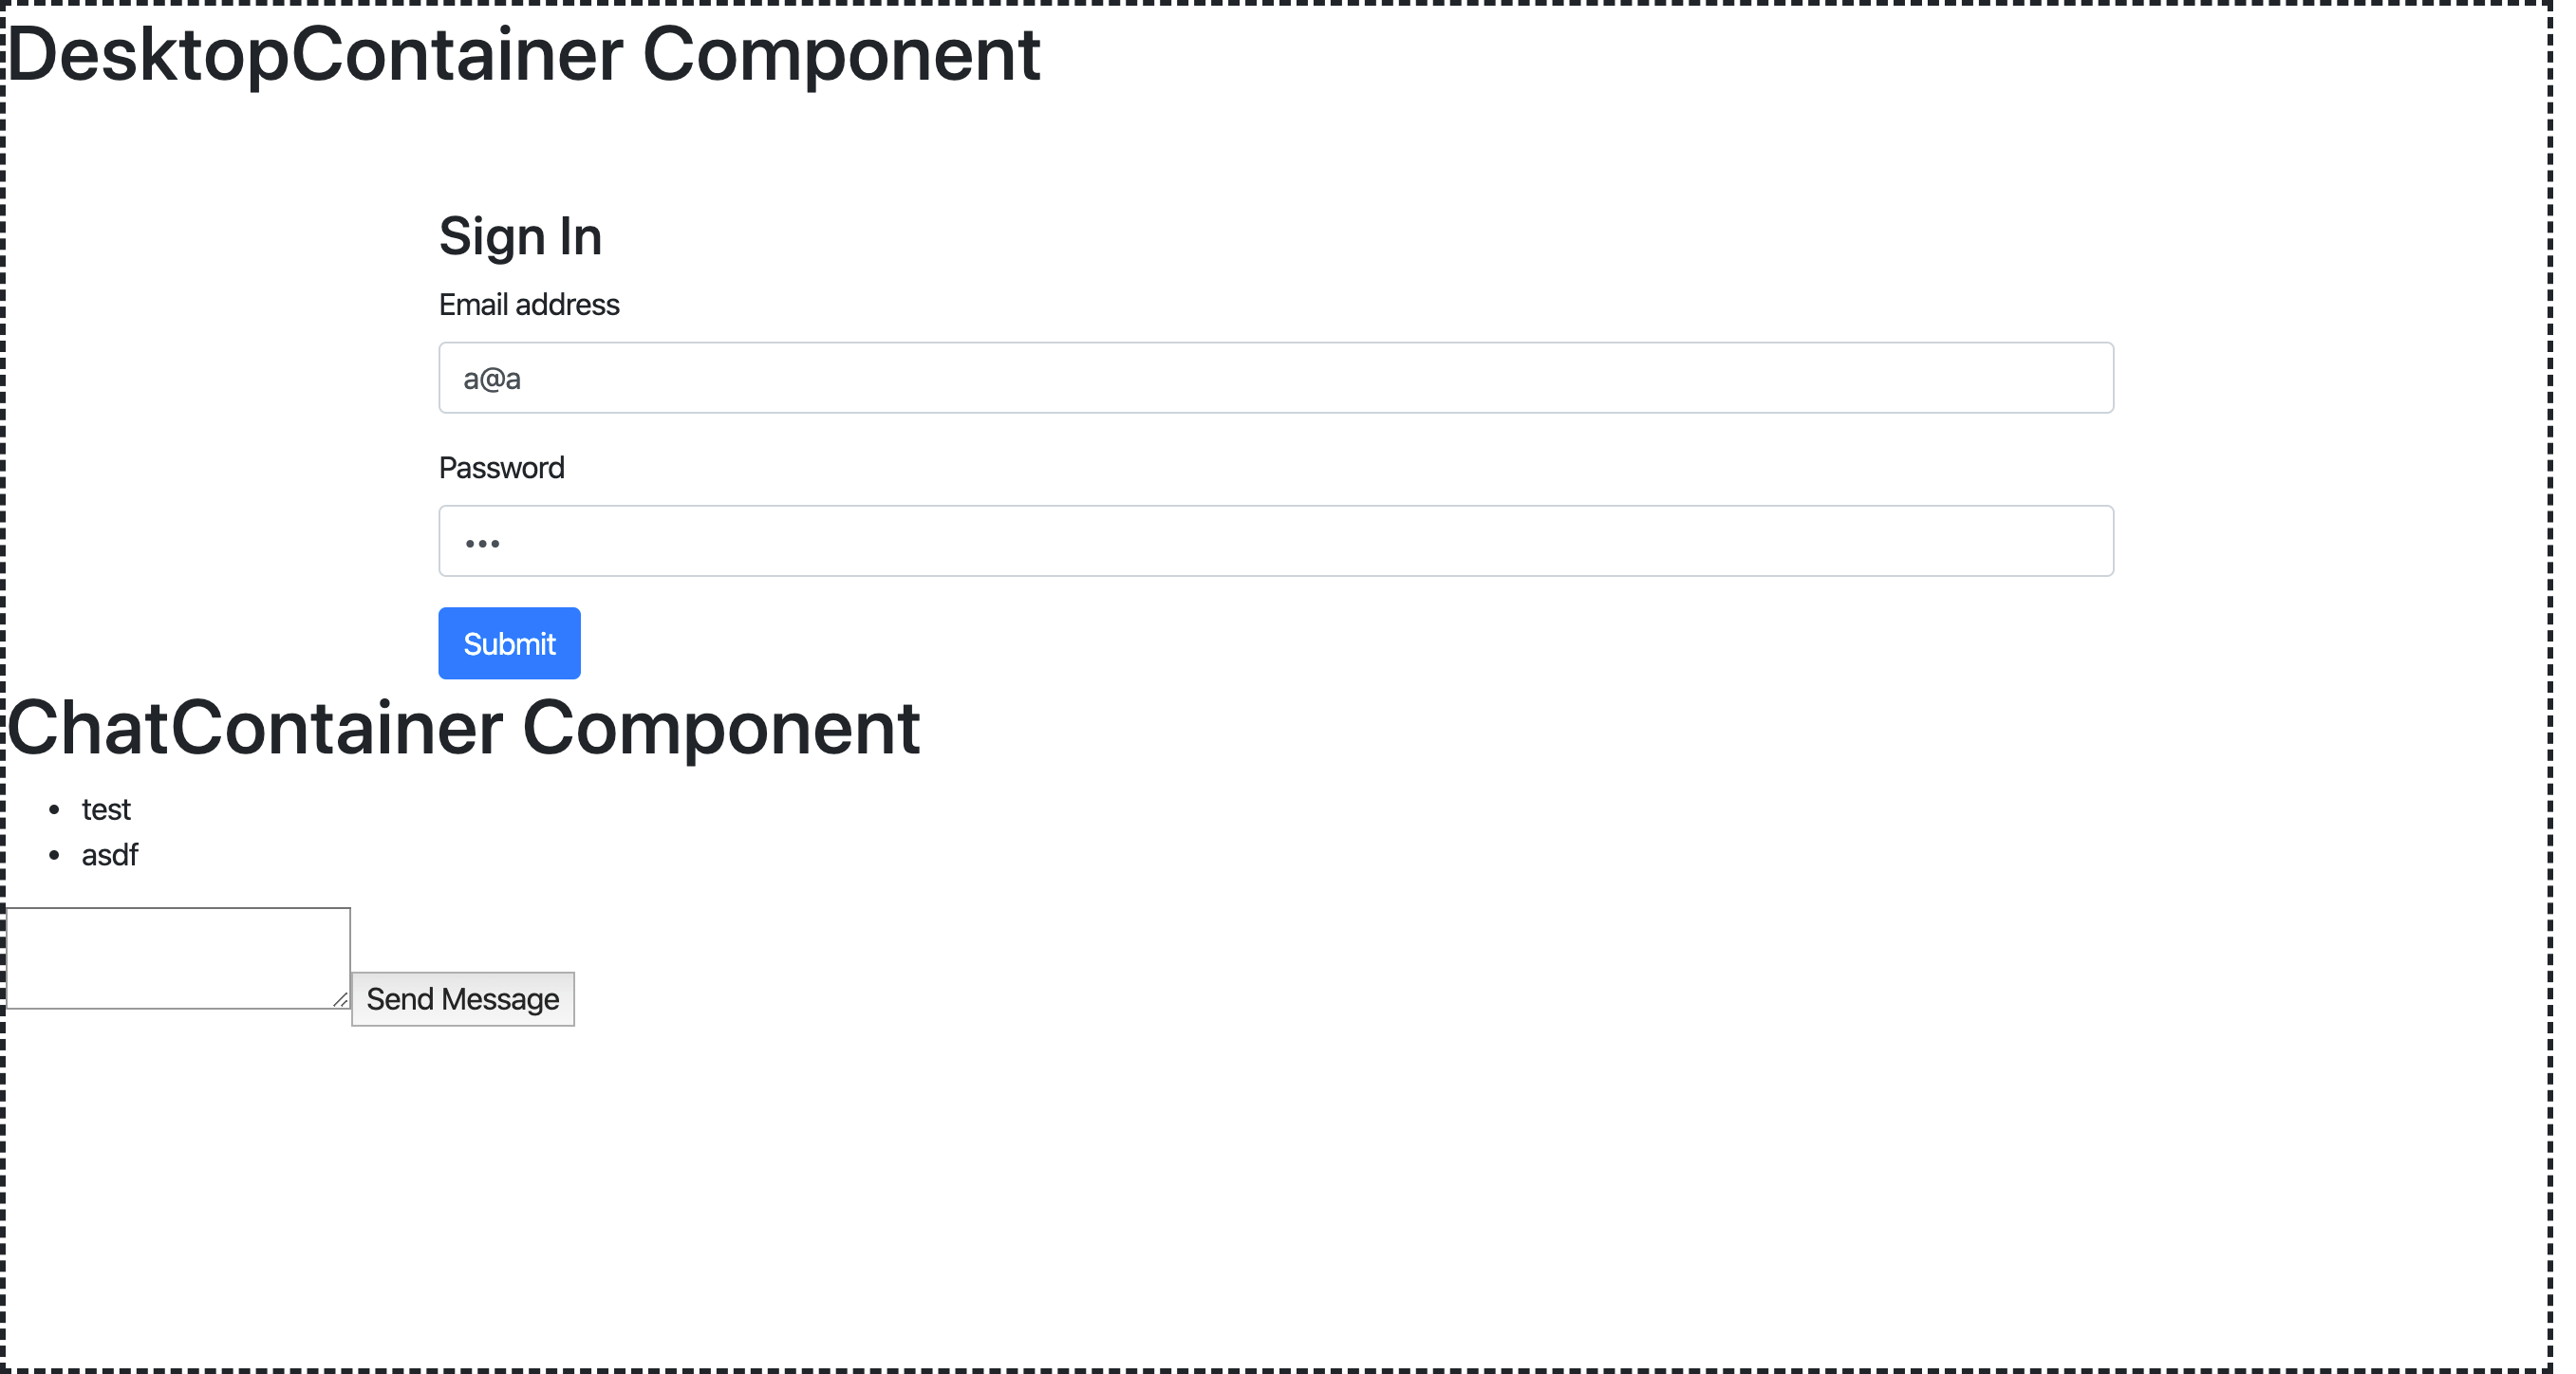 DesktopContainer Component
Sign In
Email address
a@a
Password
•••
Submit
ChatContainer Component
• test
• asdf
Send Message